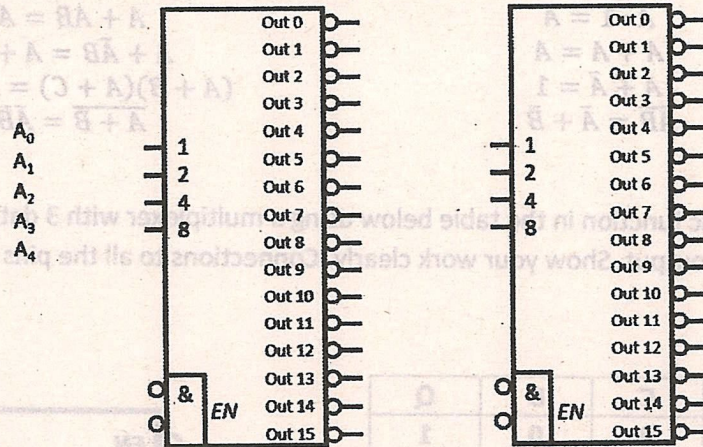 A₀
A₁
A₂
A₃
A₄
1
2
4
8
&
EN
Out 0
Out 1
Out 2
Out 3
Out 4
Out 5
Out 6
Out 7
Out 8
Out 9
Out 10
Out 11
Out 12
Out 13
Out 14
Out 15
1
2
4
8
&
EN
Out 0
Out 1
Out 2
Out 3
Out 4
Out 5
Out 6
Out 7
Out 8
Out 9
Out 10
Out 11
Out 12
Out 13
Out 14
Out 15